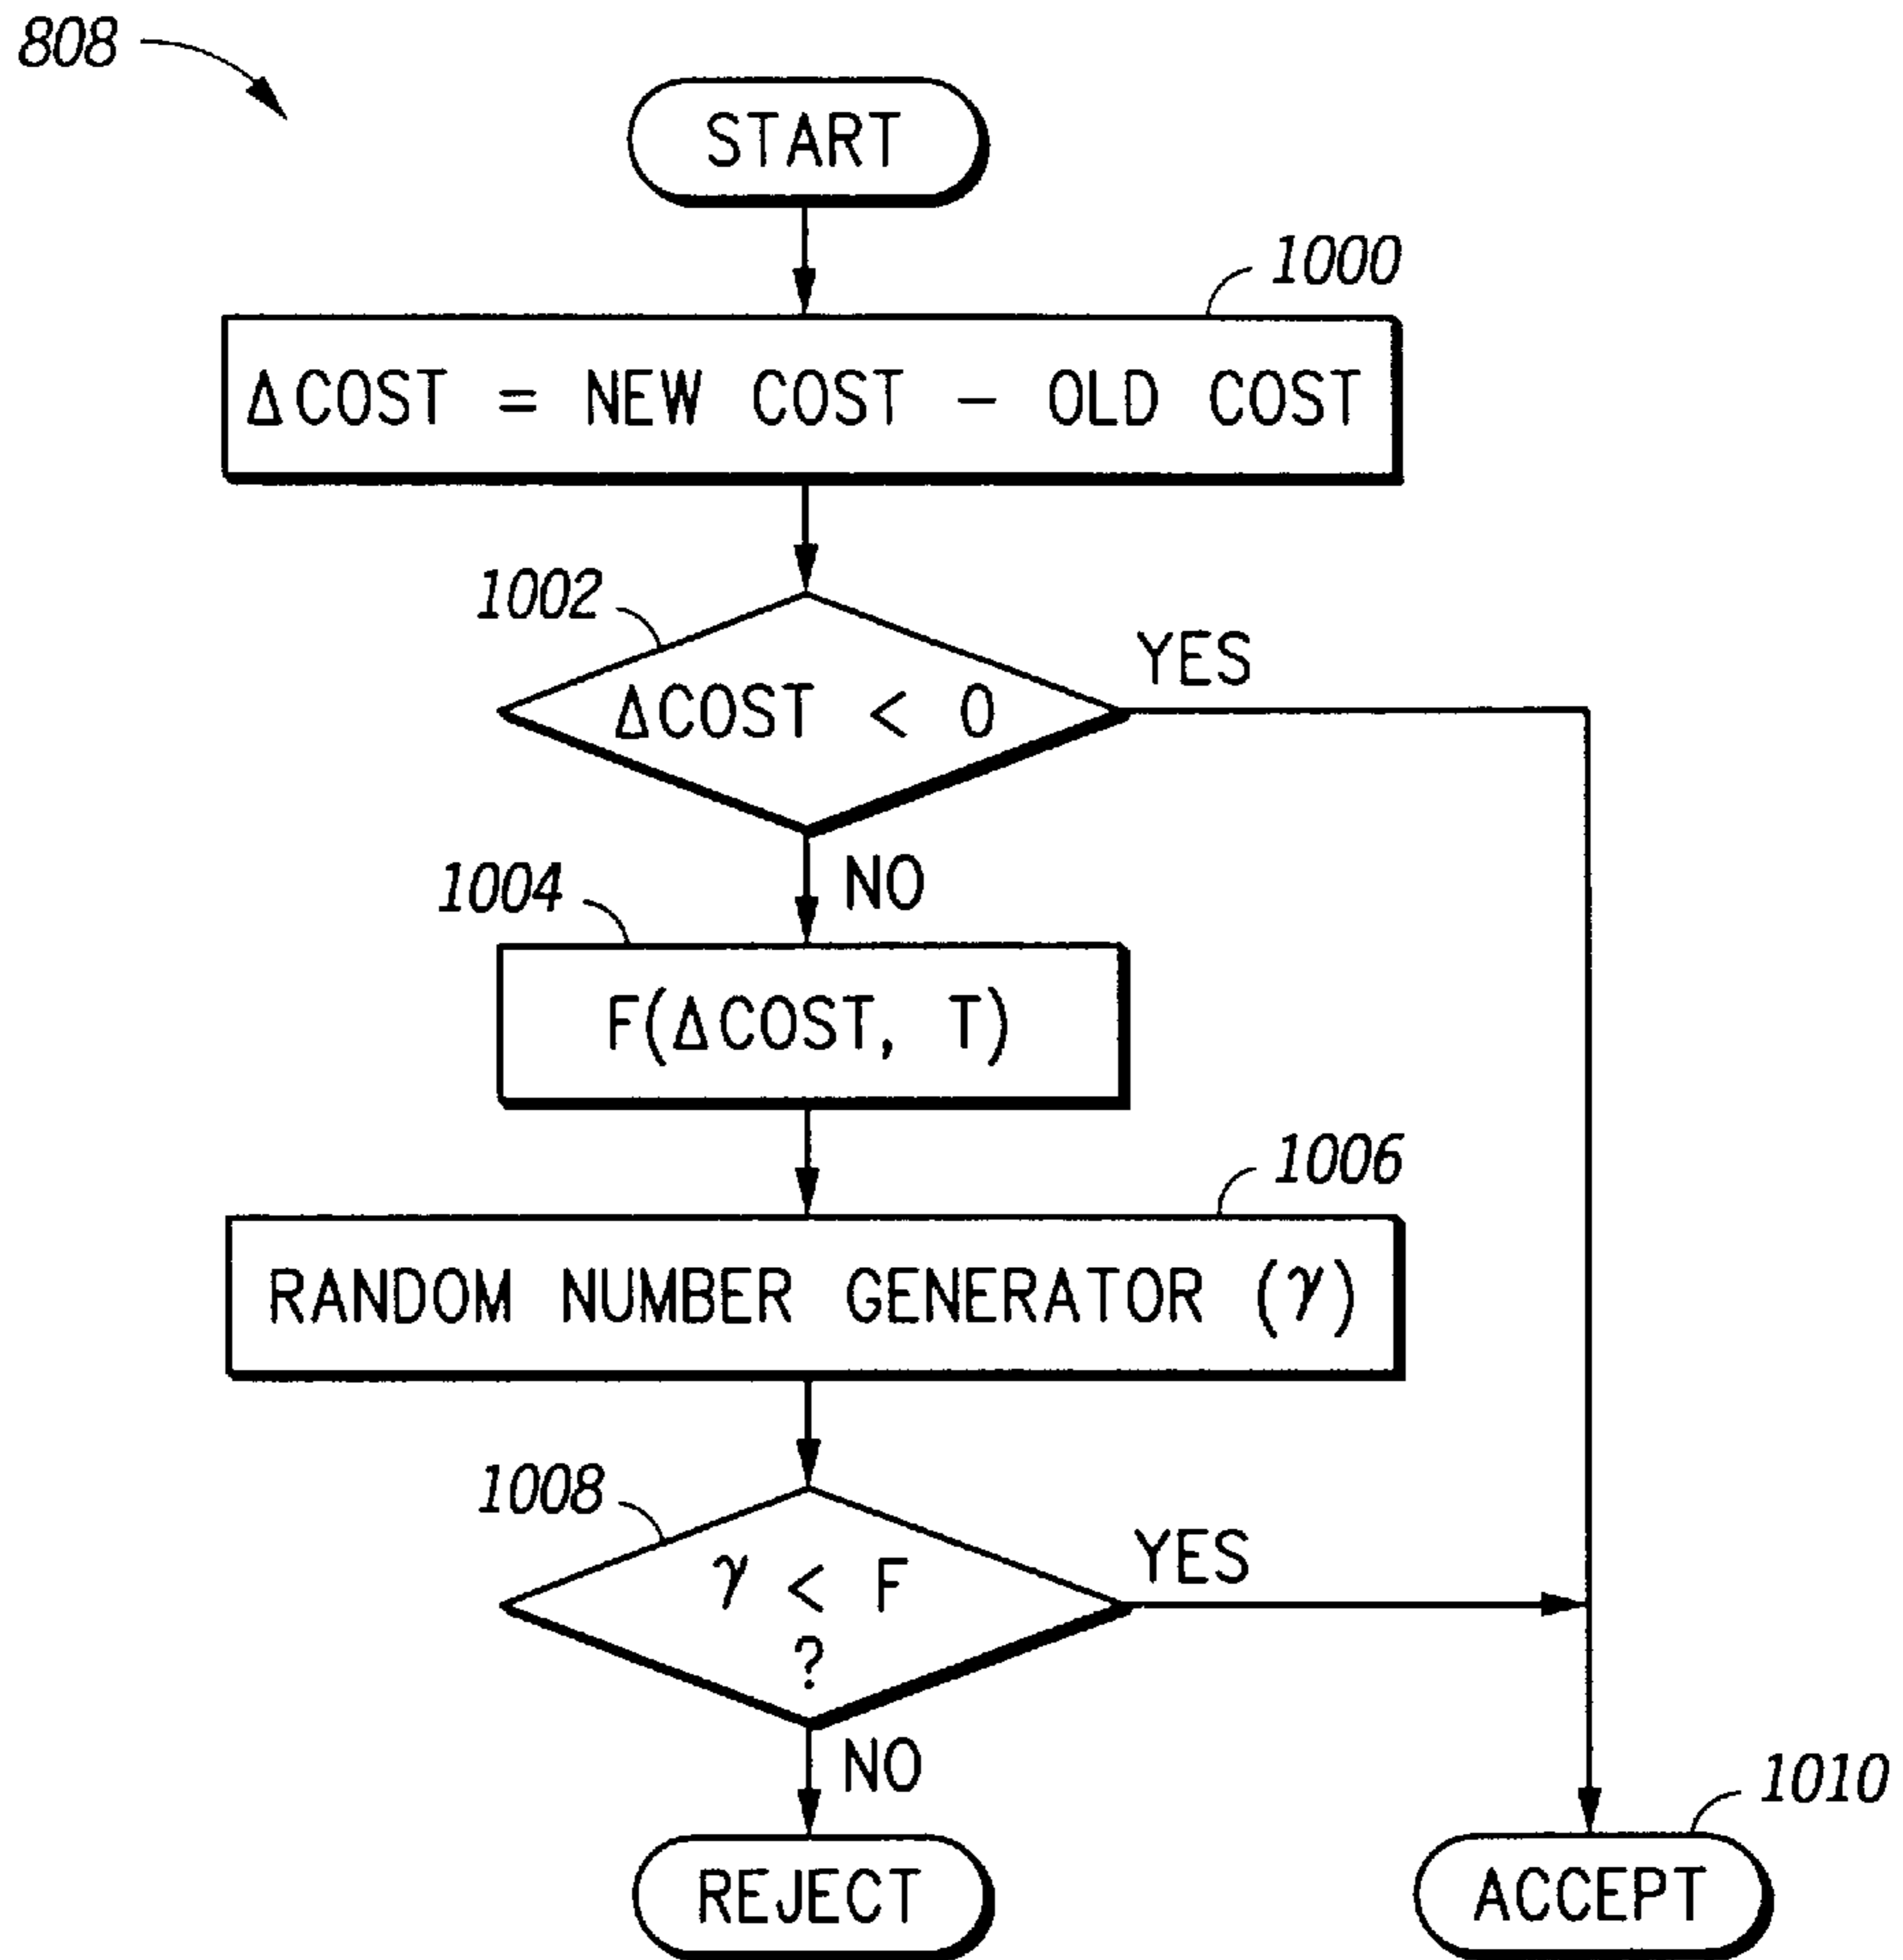 808
START
1000
ΔCOST = NEW COST - OLD COST
1002
ΔCOST < 0
YES
NO
1004
F(ΔCOST, T)
1006
RANDOM NUMBER GENERATOR (γ)
1008
γ < F
?
YES
NO
1010
REJECT
ACCEPT